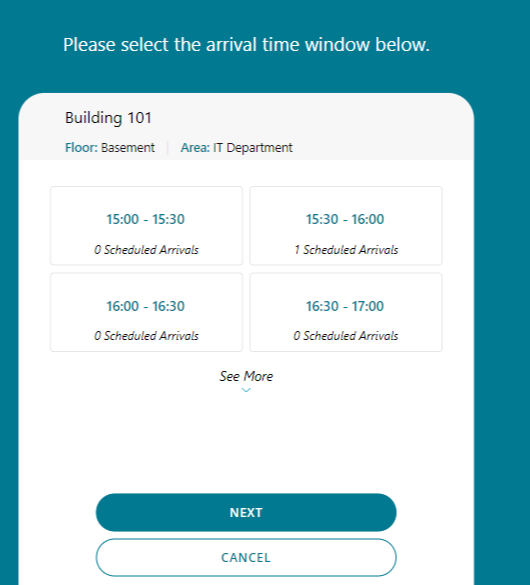 Please select the arrival time window below.
Building 101
Floor: Basement Area: IT Department
15:00 - 15:30 15:30 - 16:00
0 Scheduled Arrivals 1 Scheduled Arrivals
16:00 - 16:30 16:30 - 17:00
0 Scheduled Arrivals 0 Scheduled Arrivals
See More
NEXT
CANCEL